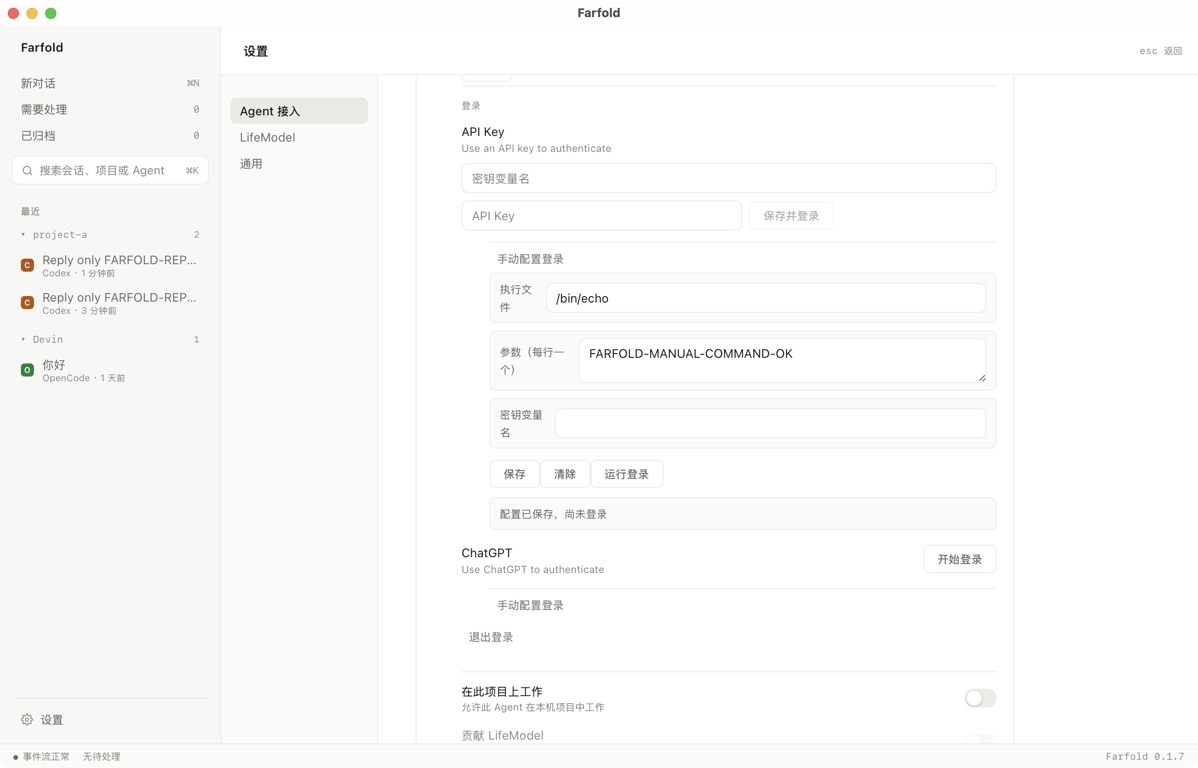 Farfold
Farfold
新对话 ⌘N
需要处理 0
已归档 0
搜索会话、项目或 Agent ⌘K
最近
project-a 2
C Reply only FARFOLD-REP...
Codex · 1 分钟前
C Reply only FARFOLD-REP...
Codex · 3 分钟前
Devin 1
O 你好
OpenCode · 1 天前
设置
设置 esc 返回
Agent 接入
LifeModel
通用
登录
API Key
Use an API key to authenticate
密钥变量名
API Key 保存并登录
手动配置登录
执行文
件
/bin/echo
参数（每行一
个）
FARFOLD-MANUAL-COMMAND-OK
密钥变量
名
保存 清除 运行登录
配置已保存，尚未登录
ChatGPT
Use ChatGPT to authenticate
开始登录
手动配置登录
退出登录
在此项目上工作
允许此 Agent 在本机项目中工作
贡献 LifeModel
事件流正常 无待处理 Farfold 0.1.7